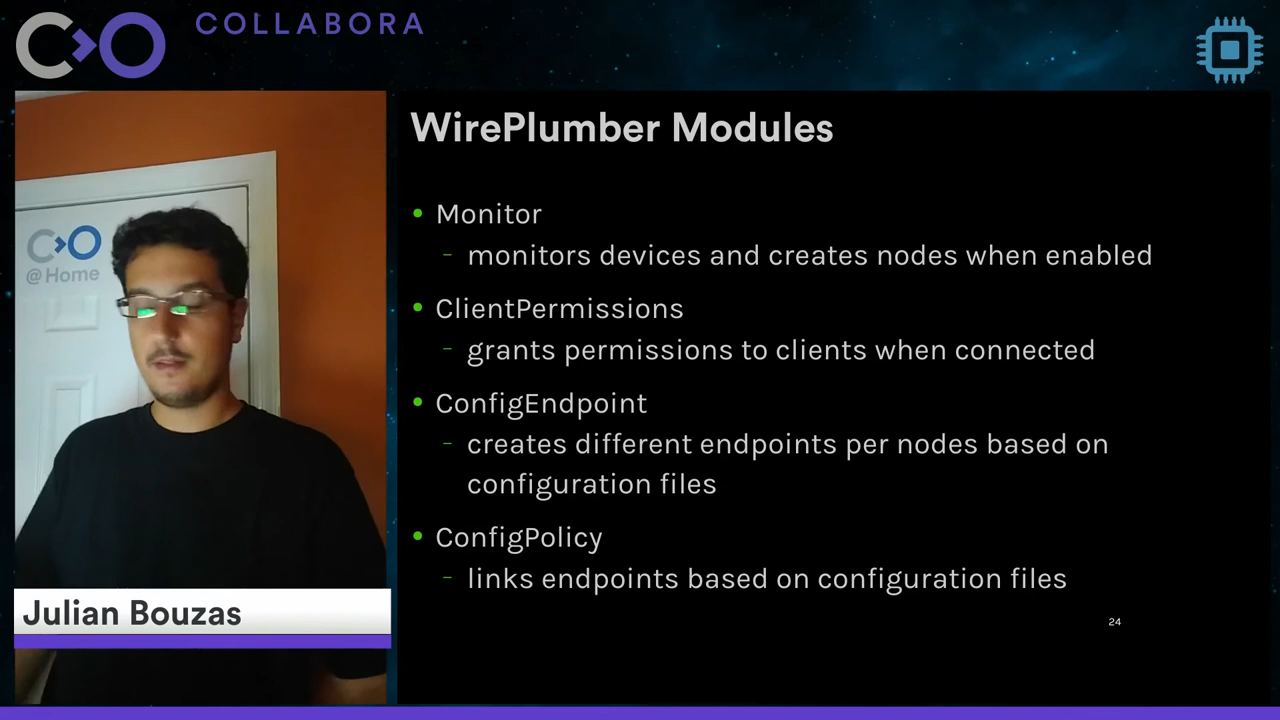 COLLABORA
@Home
Julian Bouzas
WirePlumber Modules
• Monitor
- monitors devices and creates nodes when enabled
• ClientPermissions
- grants permissions to clients when connected
• ConfigEndpoint
- creates different endpoints per nodes based on
configuration files
• ConfigPolicy
- links endpoints based on configuration files
24